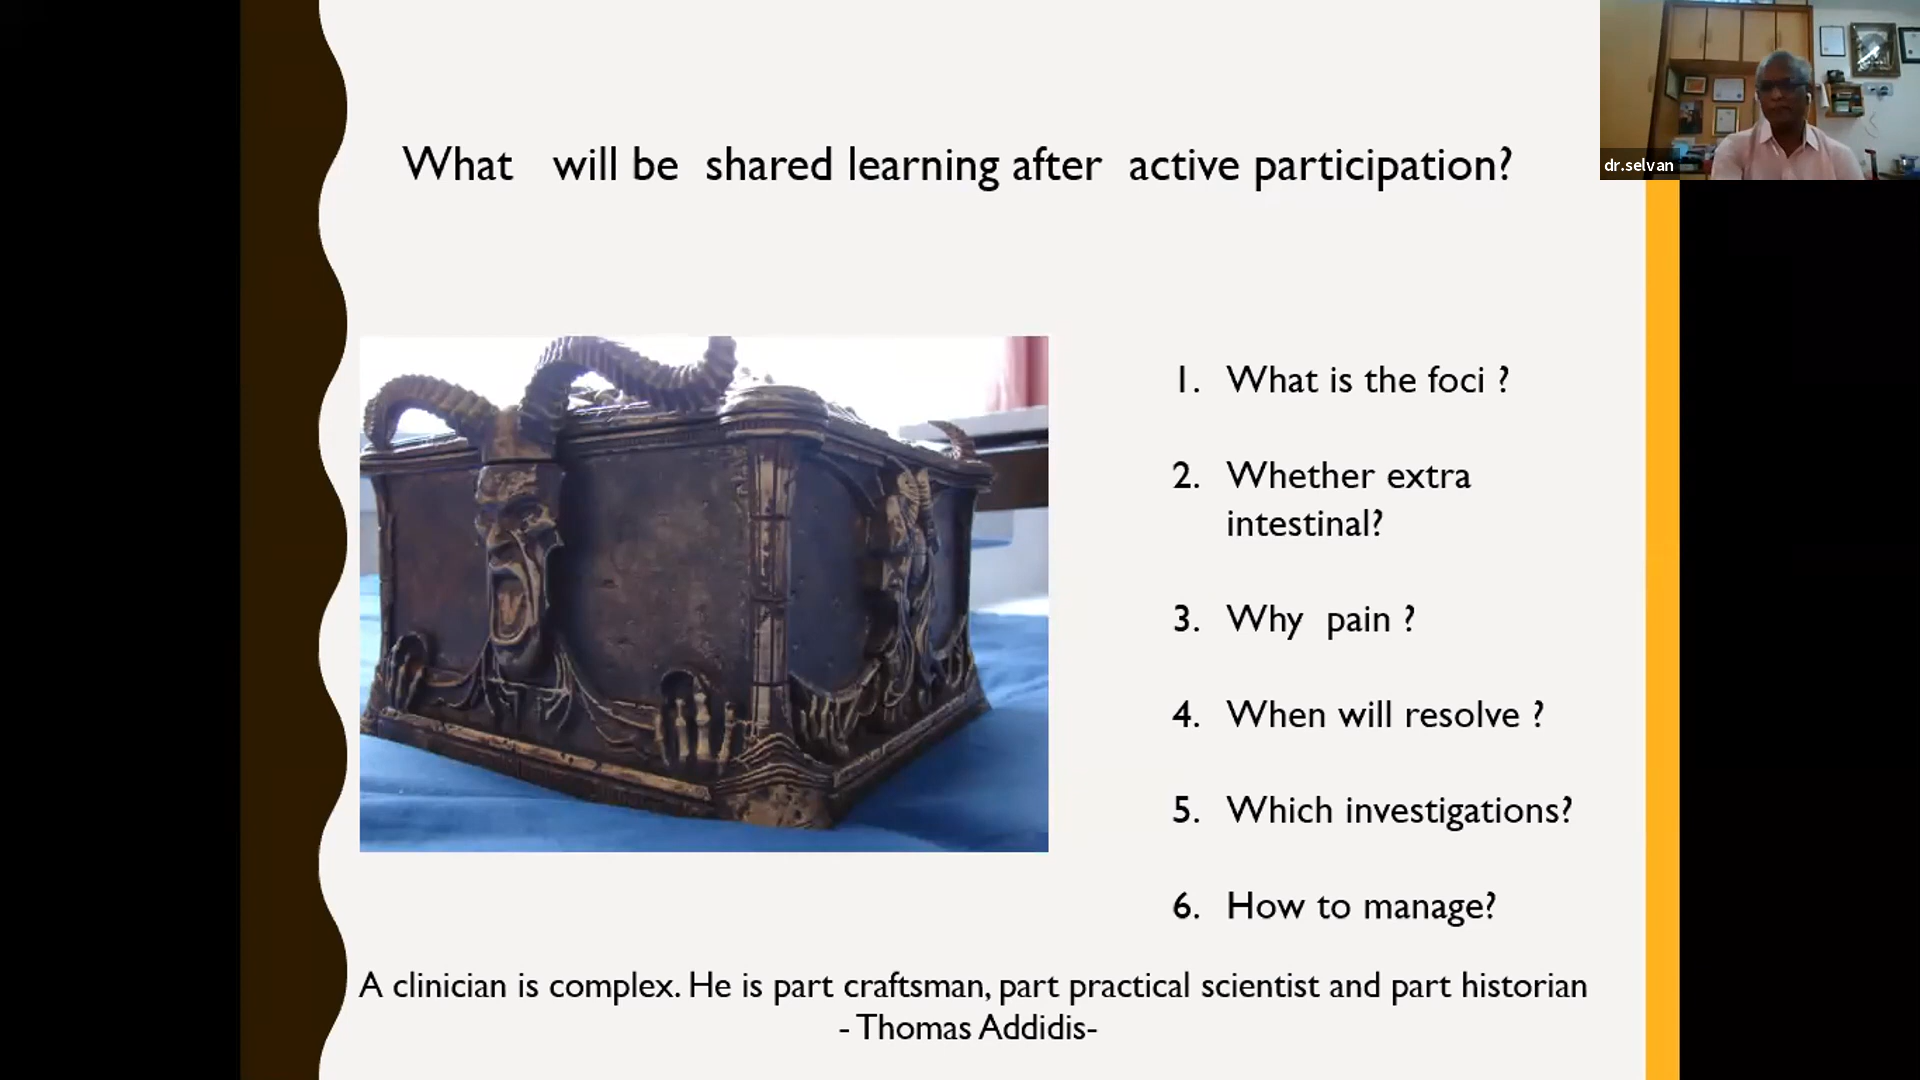 What will be shared learning after active participation?
dr.selvan
1. What is the foci ?
2. Whether extra
intestinal?
3. Why pain ?
4. When will resolve ?
5. Which investigations?
6. How to manage?
A clinician is complex. He is part craftsman, part practical scientist and part historian
- Thomas Addidis-